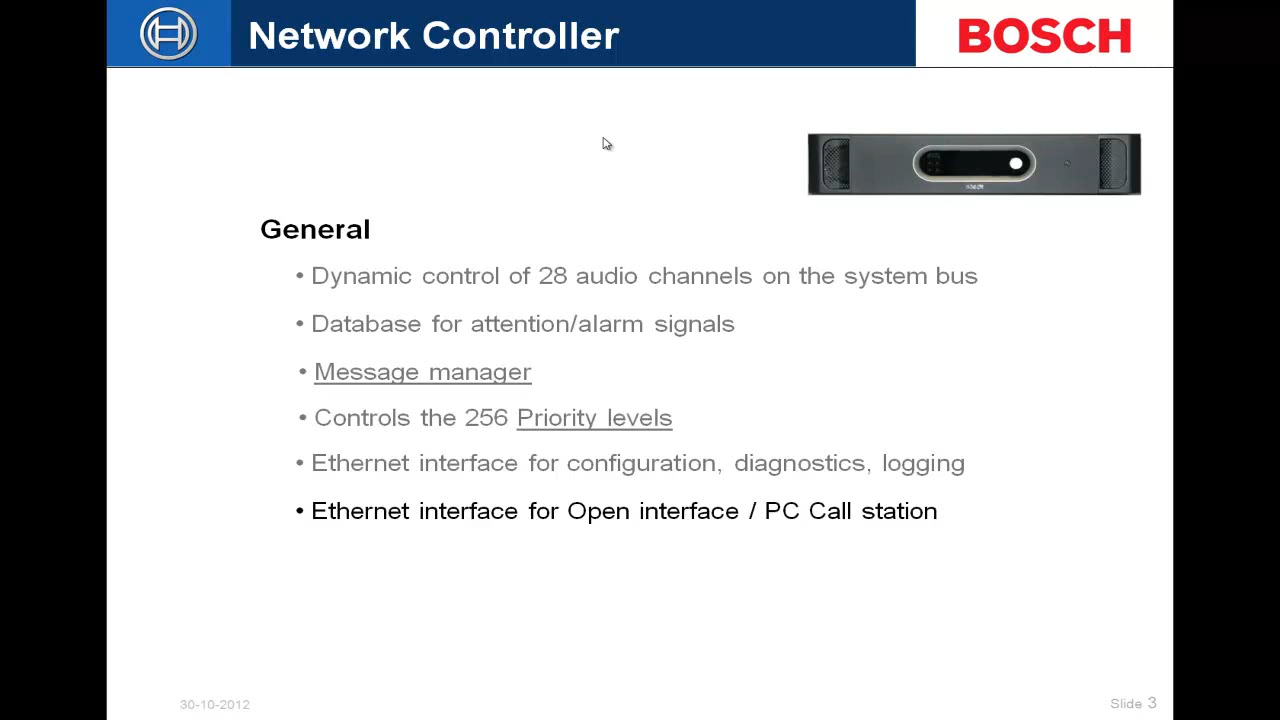 Network Controller
BOSCH
General
• Dynamic control of 28 audio channels on the system bus
• Database for attention/alarm signals
• Message manager
• Controls the 256 Priority levels
• Ethernet interface for configuration, diagnostics, logging
• Ethernet interface for Open interface / PC Call station
30-10-2012
Slide 3